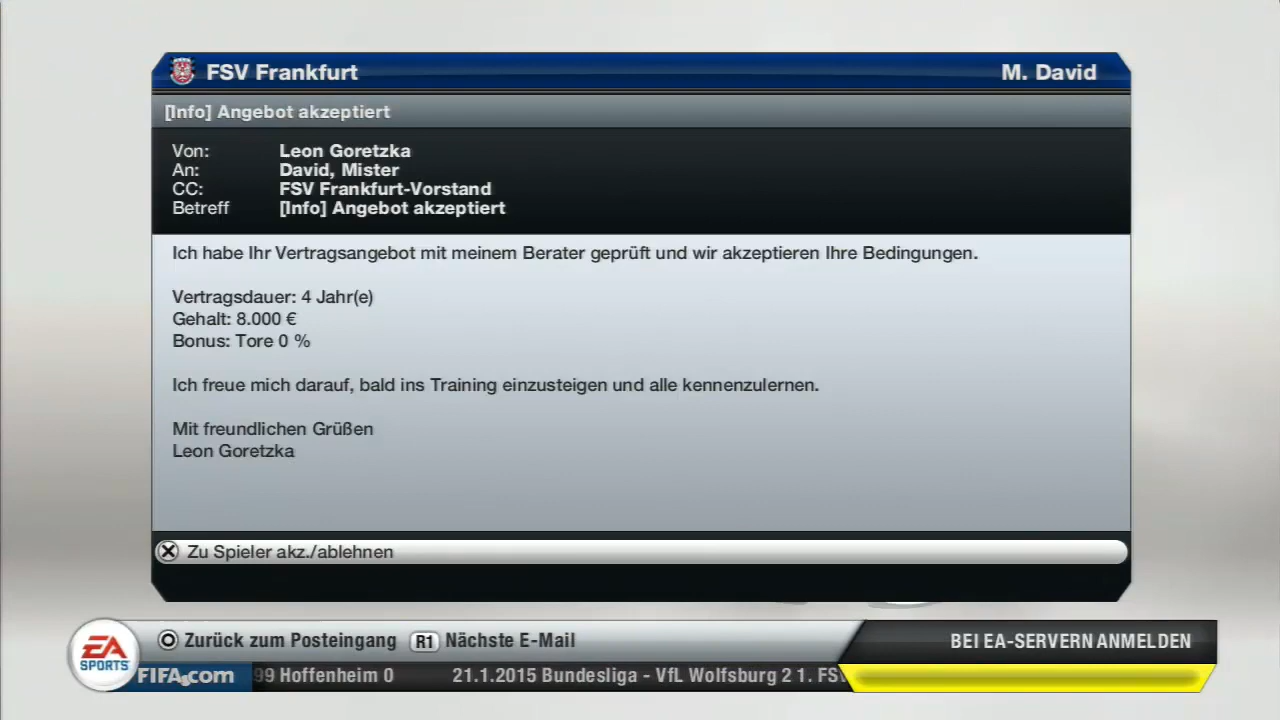 FSV Frankfurt M. David
[Info] Angebot akzeptiert
Von: Leon Goretzka
An: David, Mister
CC: FSV Frankfurt-Vorstand
Betreff [Info] Angebot akzeptiert
Ich habe Ihr Vertragsangebot mit meinem Berater geprüft und wir akzeptieren Ihre Bedingungen.
Vertragsdauer: 4 Jahr(e)
Gehalt: 8.000 €
Bonus: Tore 0 %
Ich freue mich darauf, bald ins Training einzusteigen und alle kennenzulernen.
Mit freundlichen Grüßen
Leon Goretzka
Zu Spieler akz./ablehnen
Zurück zum Posteingang R1 Nächste E-Mail
BEI EA-SERVERN ANMELDEN
EA SPORTS
FIFA.com 99 Hoffenheim 0 21.1.2015 Bundesliga - VfL Wolfsburg 2 1. FSV